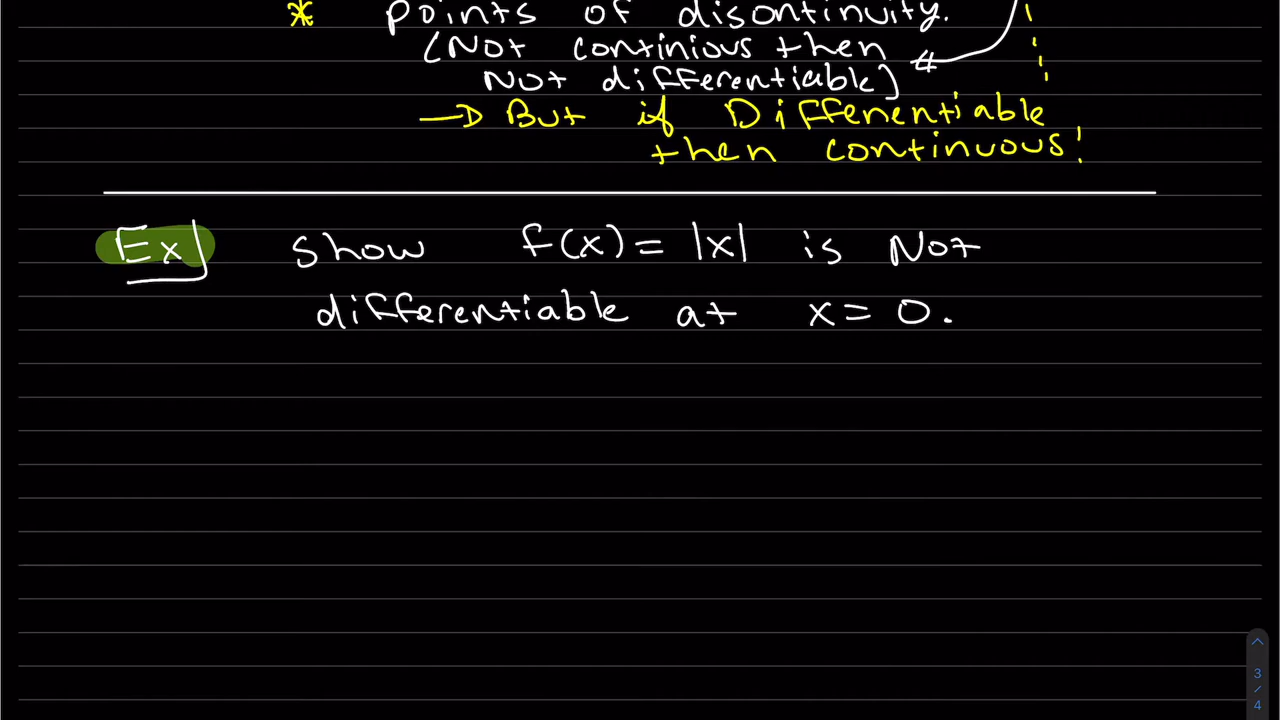 * points of discontinuity.
(Not continious then
Not differentiable)
→ But if Differentiable
then continuous!
Ex) show f(x) = |x| is Not
differentiable at x = 0.
3
/
4